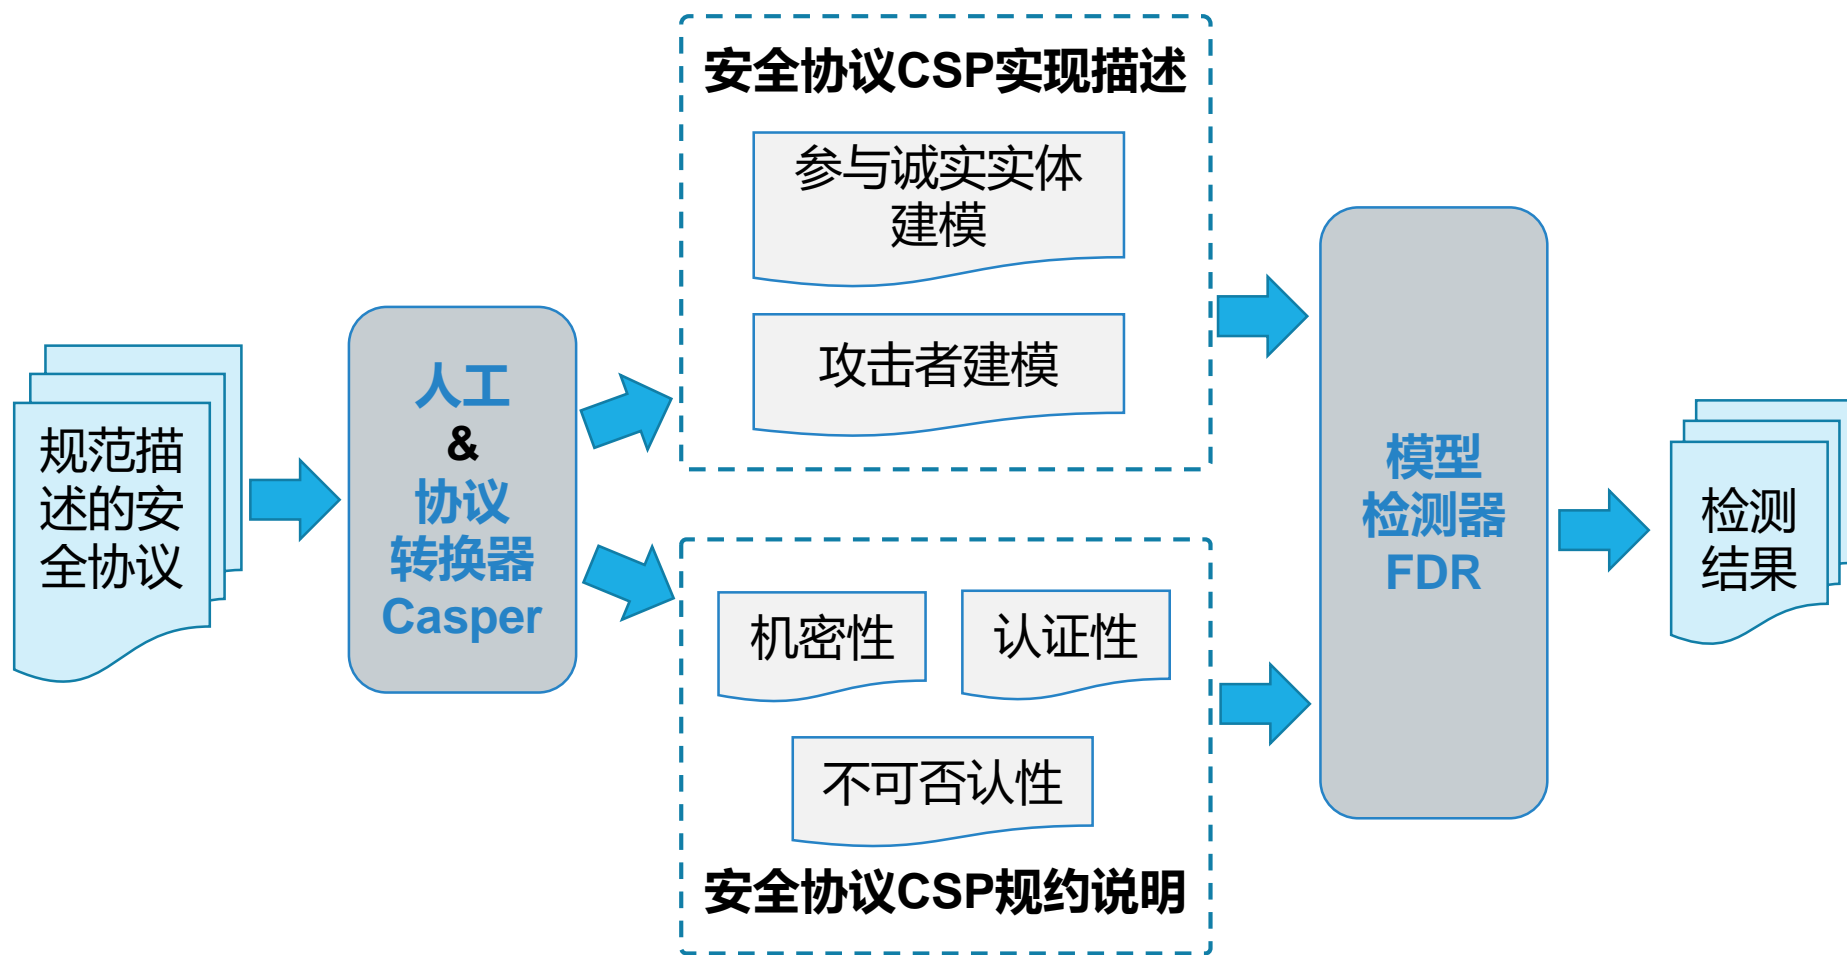 规范描
述的安
全协议
人工
&
协议
转换器
Casper
安全协议CSP实现描述
参与诚实实体
建模
攻击者建模
机密性
认证性
不可否认性
安全协议CSP规约说明
模型
检测器
FDR
检测
结果